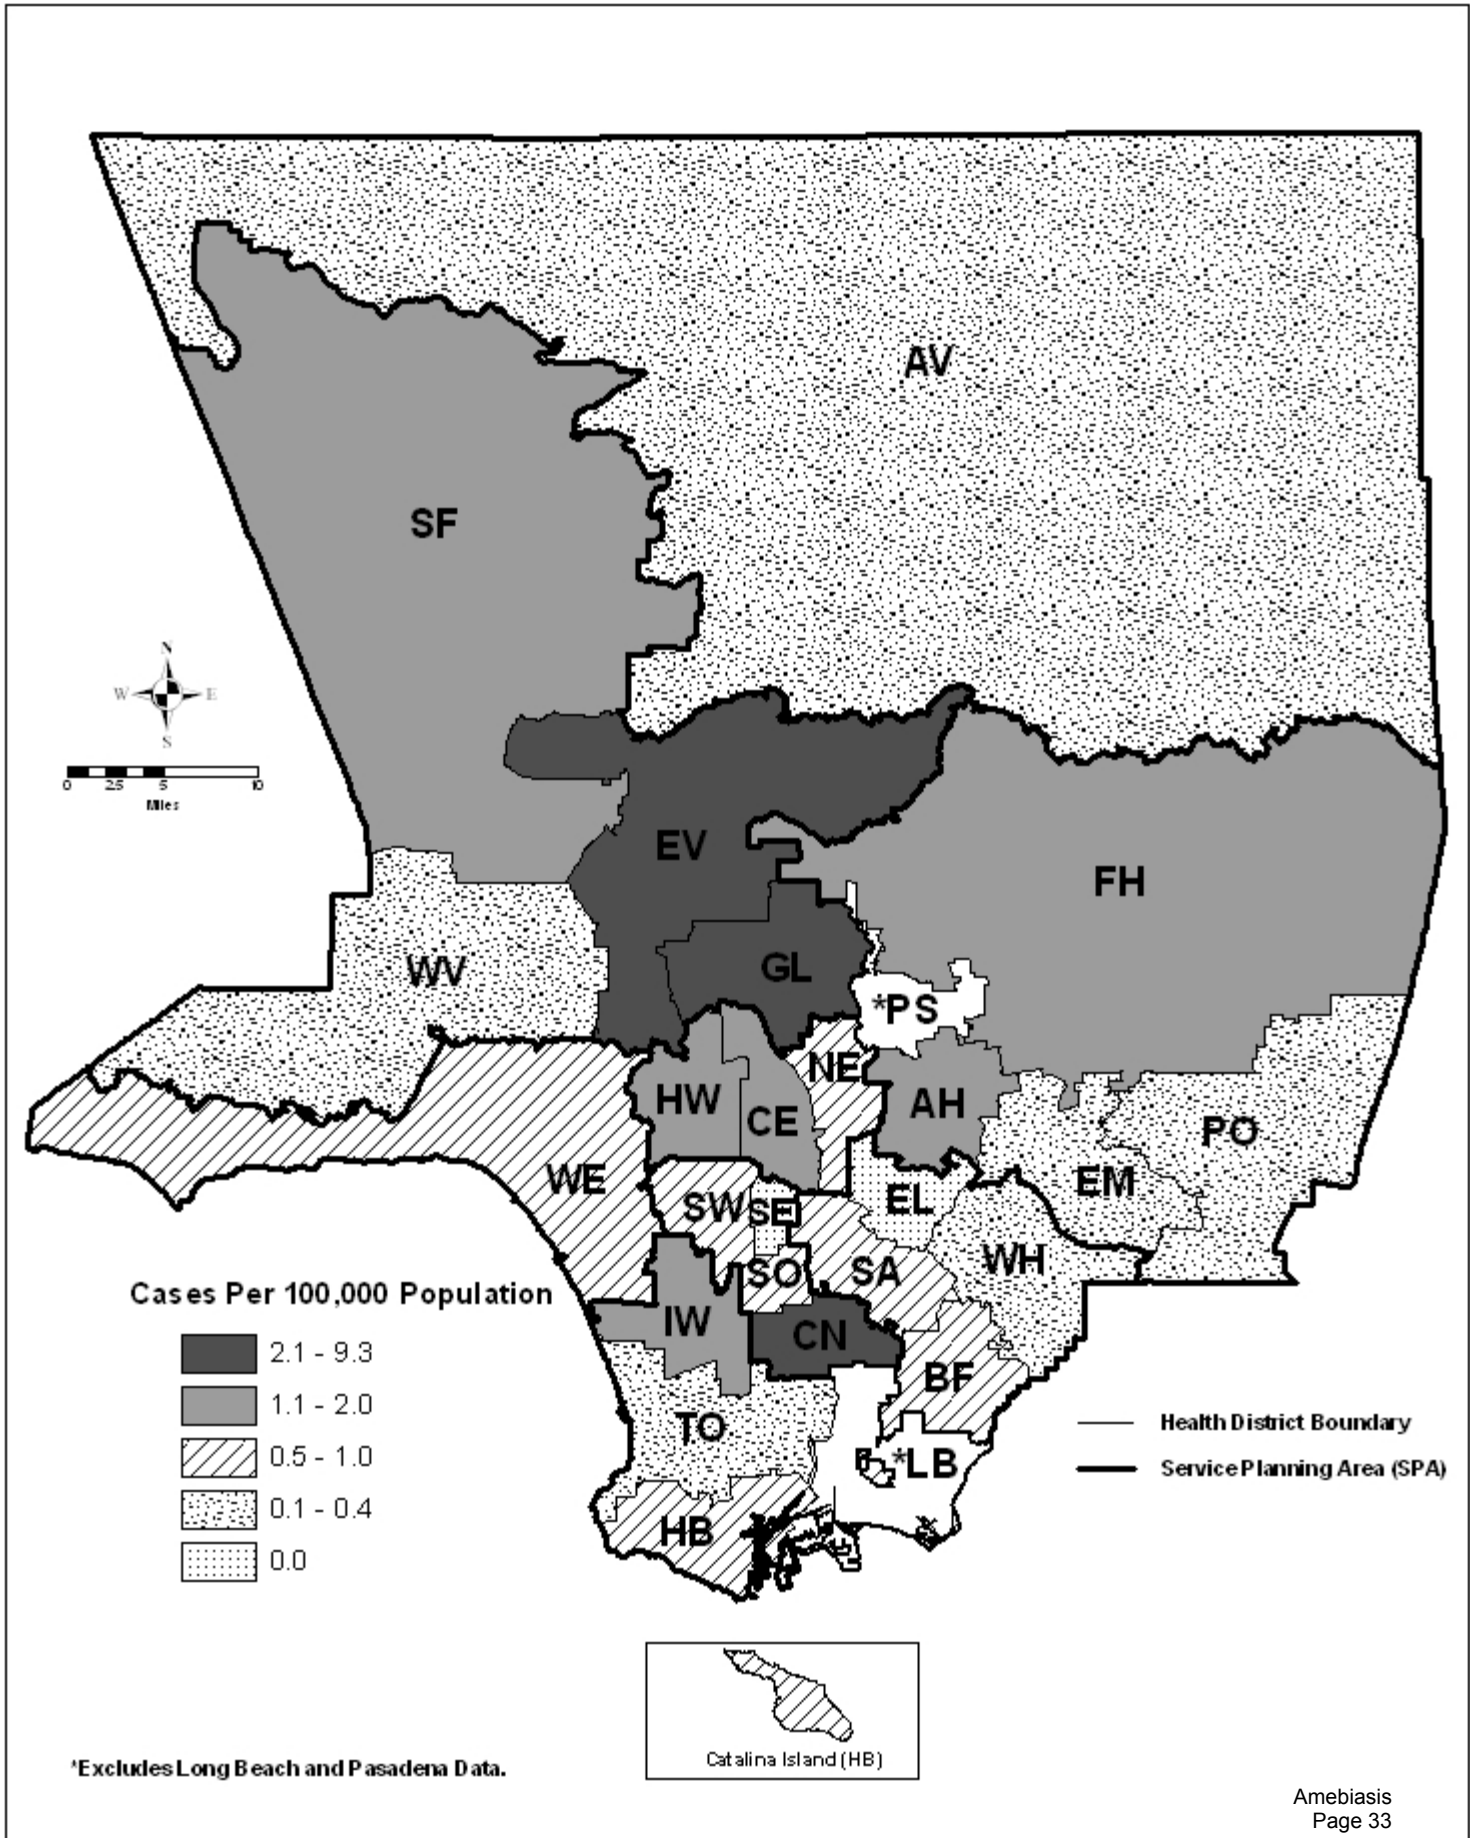 AV
SF
N
W E
S
0 2.5 5 10
Miles
EV
FH
WV
GL
*PS
NE
HW
AH
CE
PO
WE
EM
SW
SE
EL
WH
SO
SA
Cases Per 100,000 Population
IW
CN
2.1 - 9.3
BF
1.1 - 2.0
TO
Health District Boundary
0.5 - 1.0
*LB
Service Planning Area (SPA)
0.1 - 0.4
HB
0.0
Catalina Island (HB)
*Excludes Long Beach and Pasadena Data.
Amebiasis
Page 33